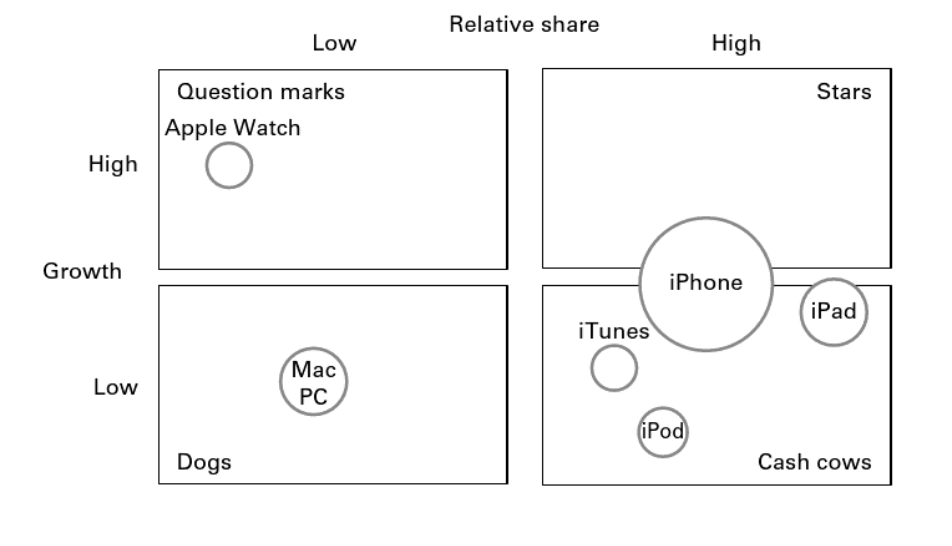 Relative share
Low
High
Question marks
Stars
Apple Watch
High
Growth
iPhone
iPad
iTunes
Mac
PC
Low
iPod
Dogs
Cash cows